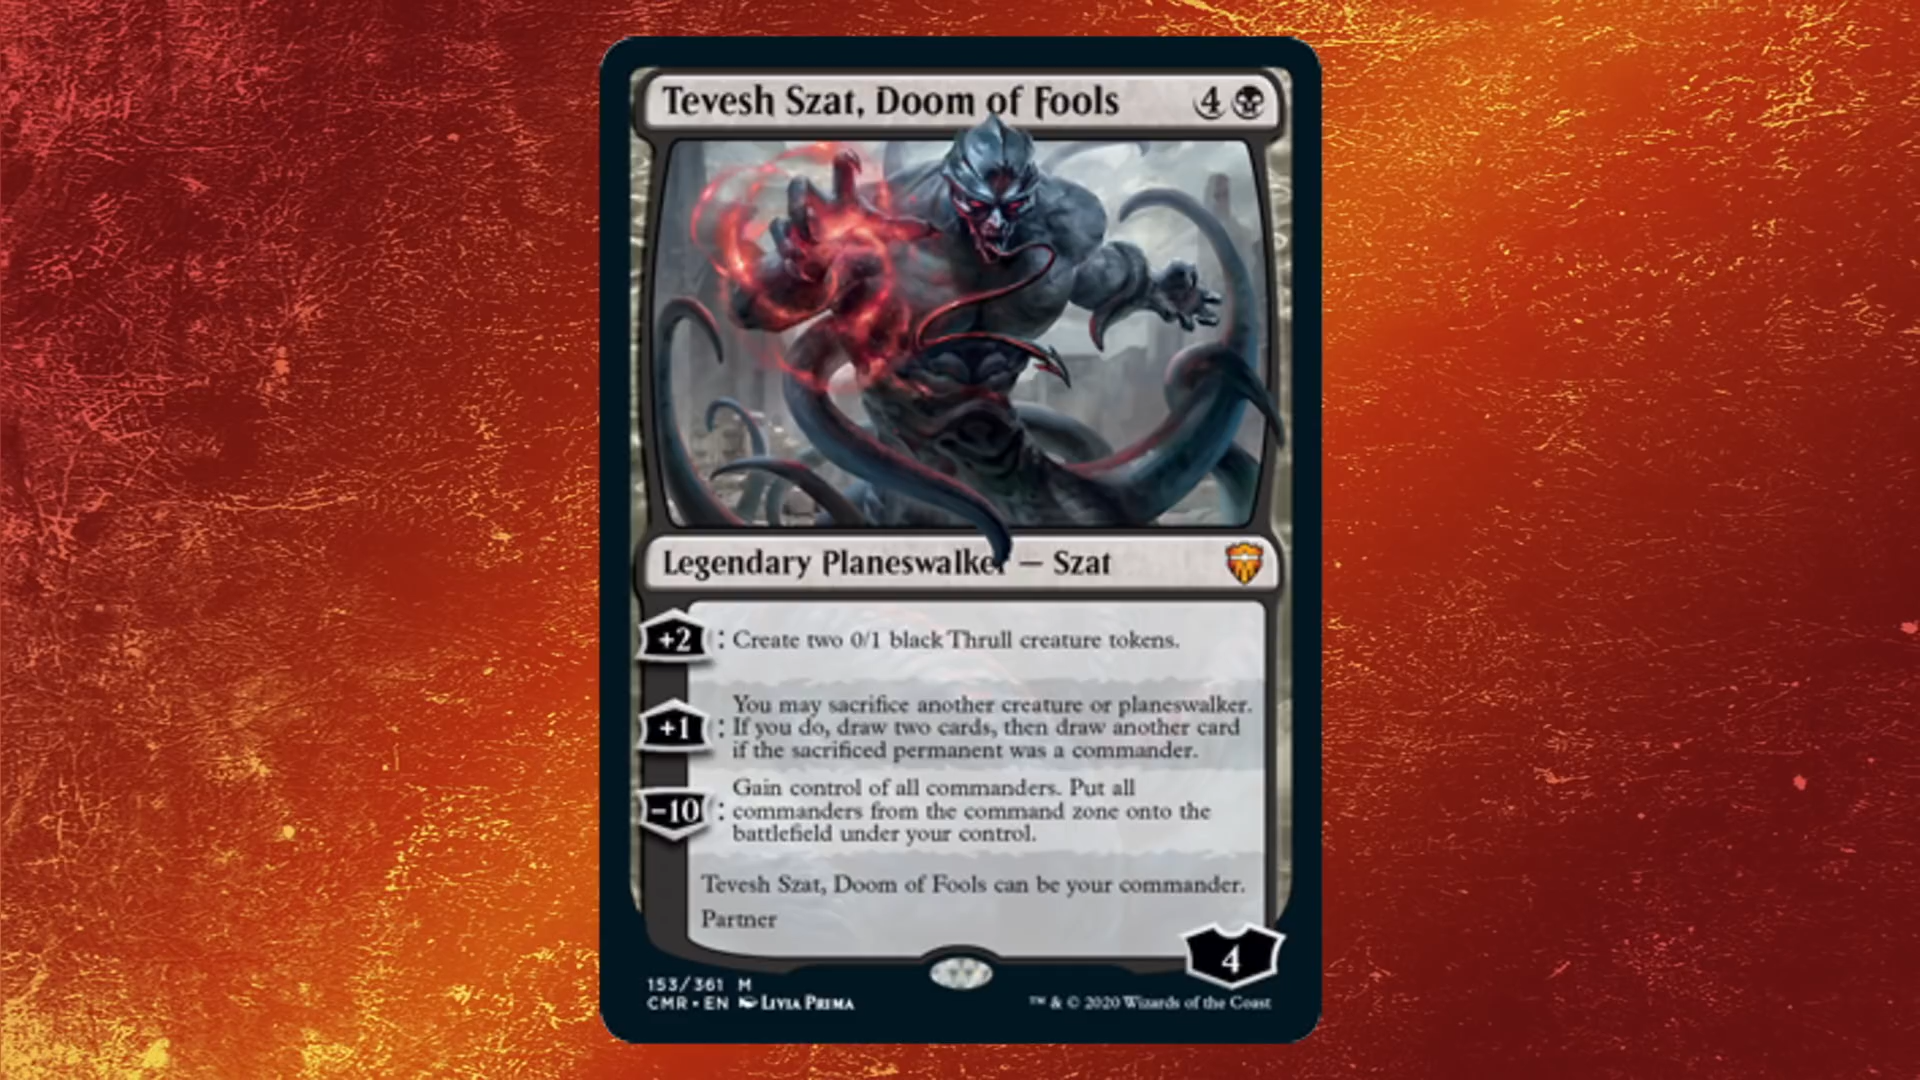 Tevesh Szat, Doom of Fools 4
Legendary Planeswalker — Szat
+2 : Create two 0/1 black Thrull creature tokens.
You may sacrifice another creature or planeswalker.
+1 : If you do, draw two cards, then draw another card
if the sacrificed permanent was a commander.
Gain control of all commanders. Put all
−10 : commanders from the command zone onto the
battlefield under your control.
Tevesh Szat, Doom of Fools can be your commander.
Partner
4
153/361 M
CMR • EN Livia Prima
™ & © 2020 Wizards of the Coast